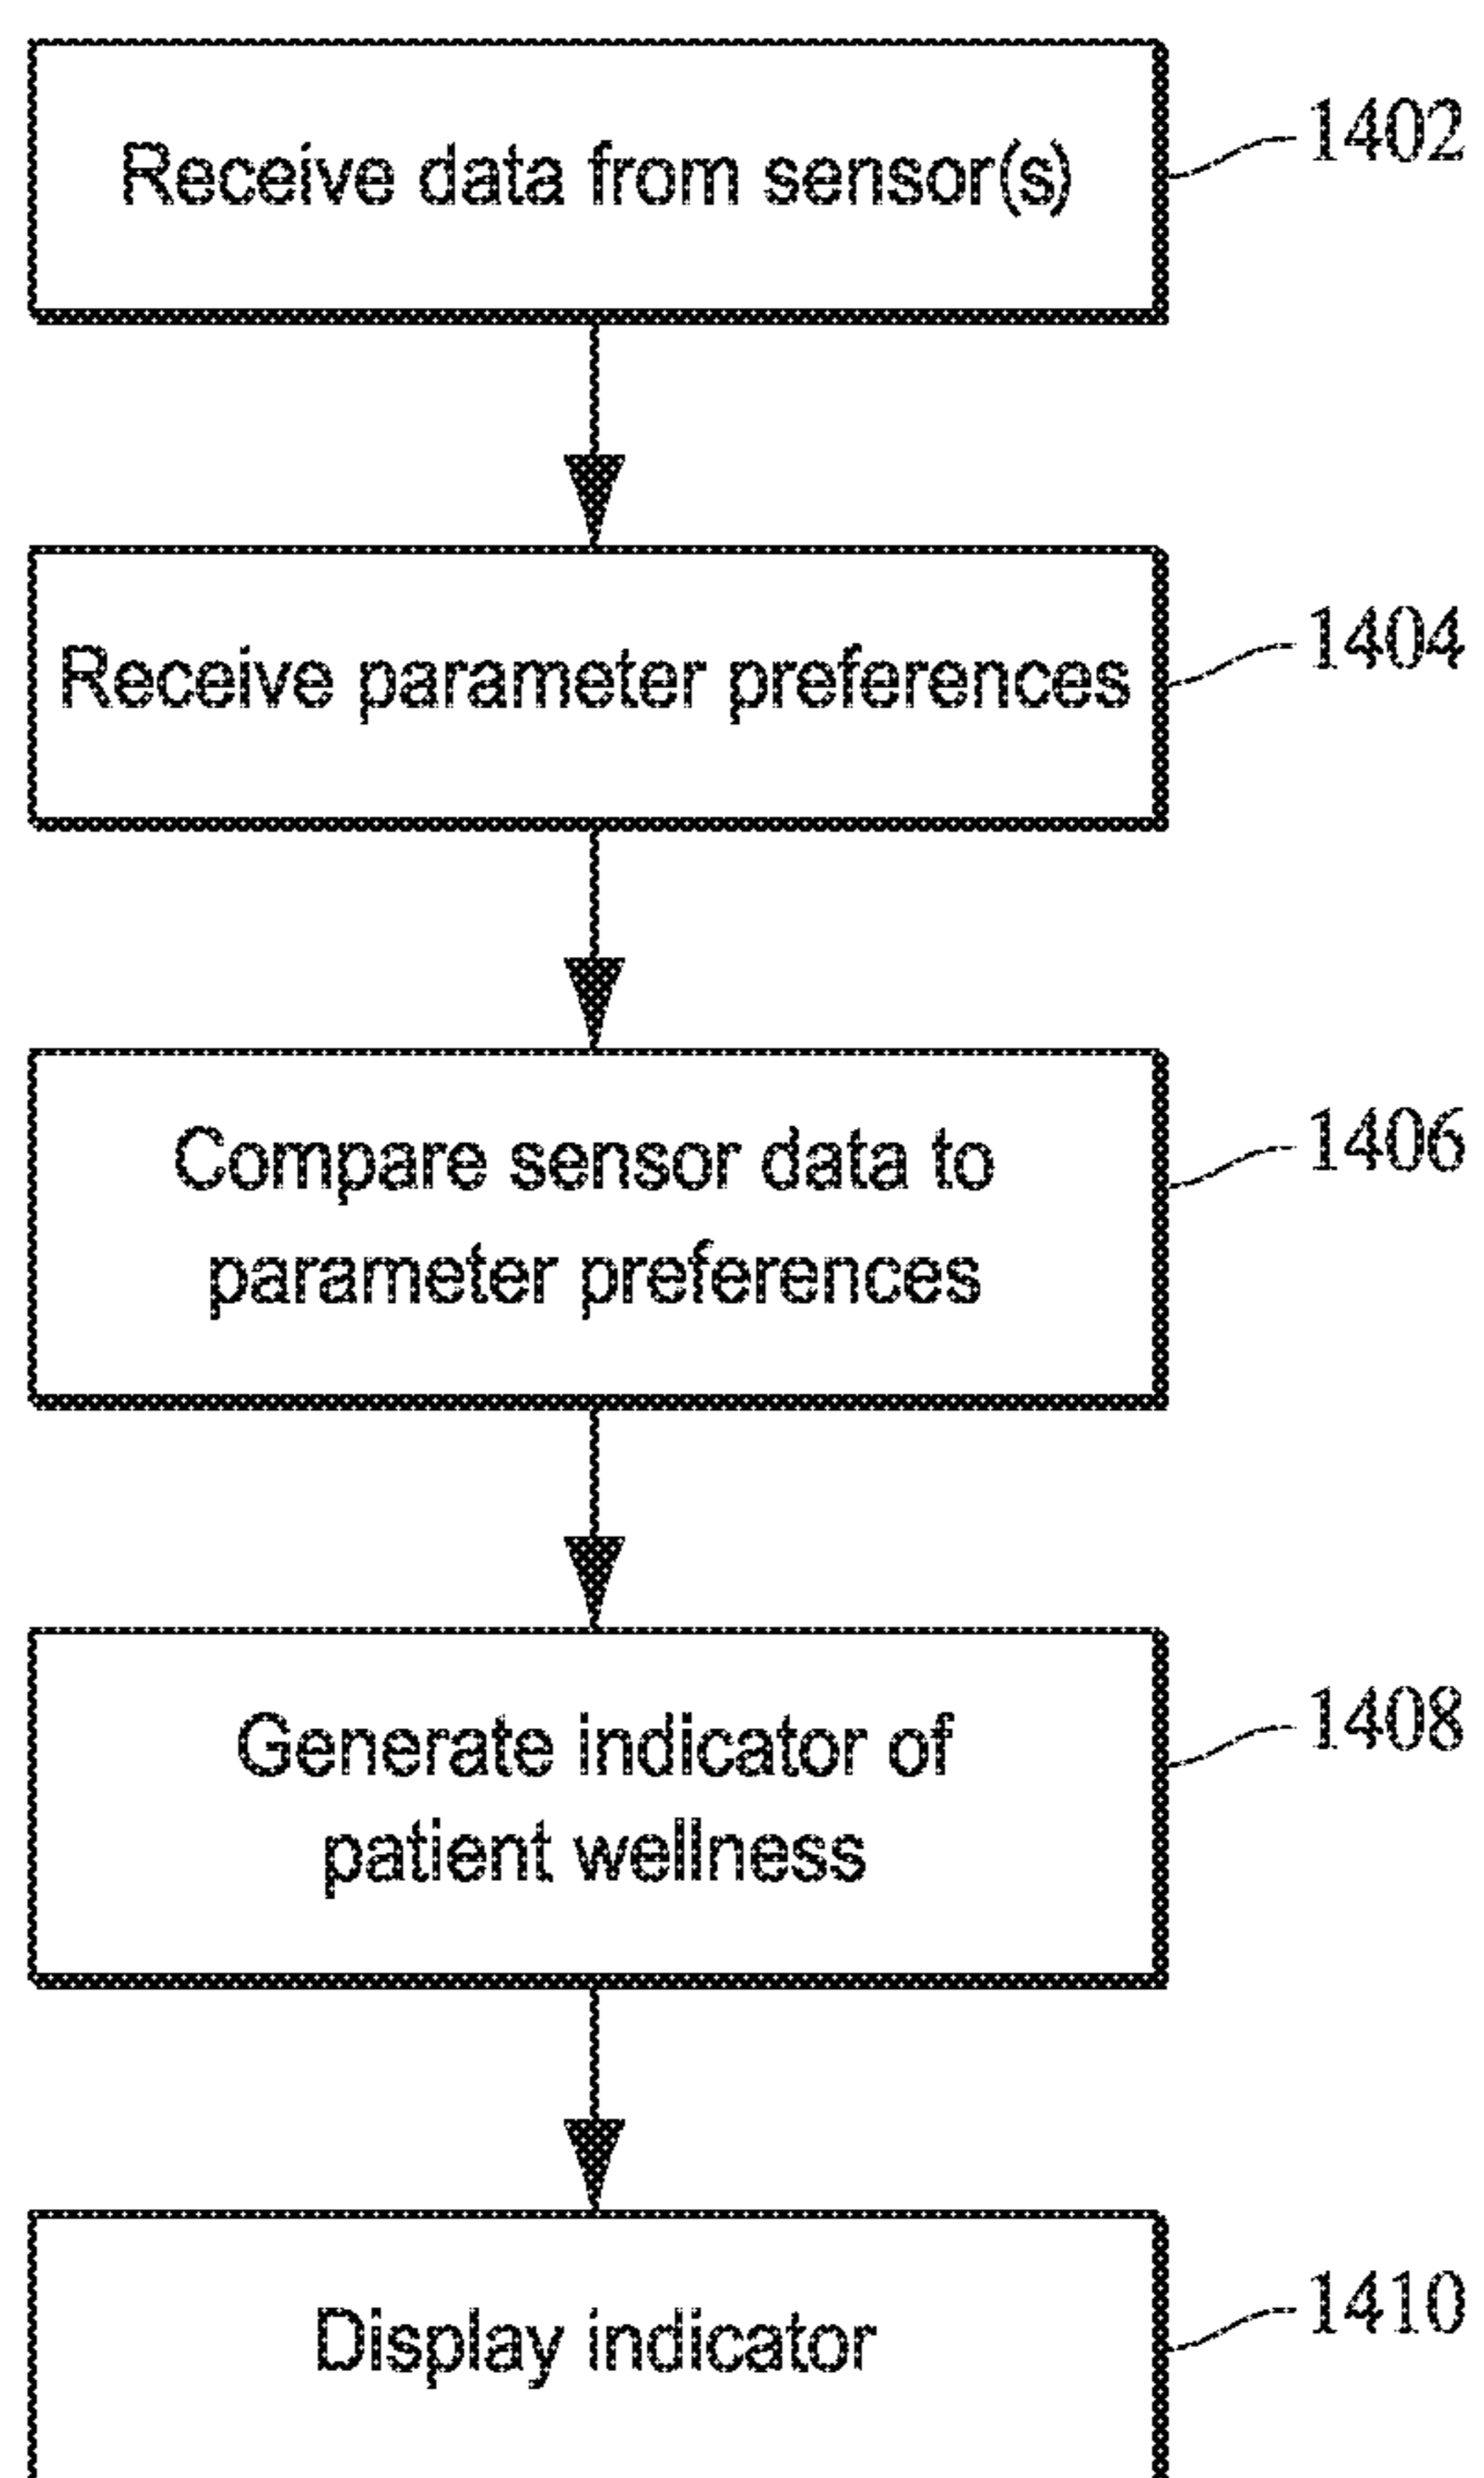 Receive data from sensor(s)
1402
Receive parameter preferences
1404
Compare sensor data to
parameter preferences
1406
Generate indicator of
patient wellness
1408
Display indicator
1410